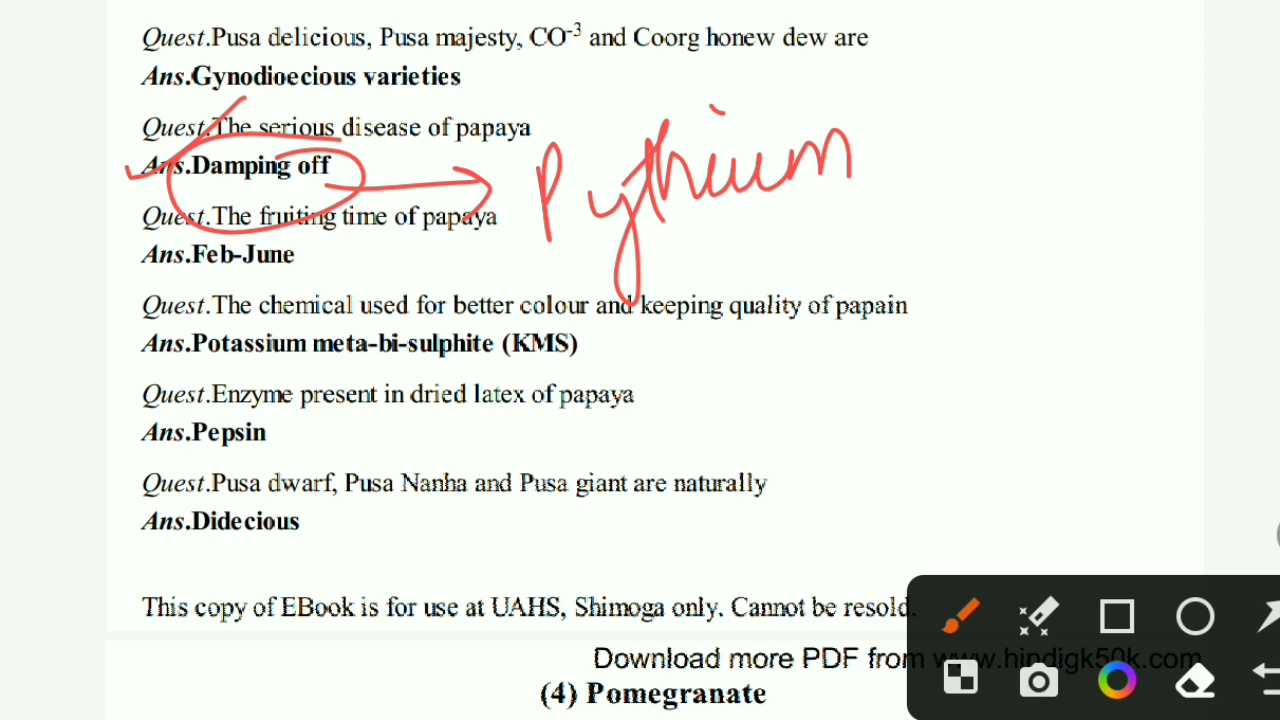 Quest.Pusa delicious, Pusa majesty, CO-3 and Coorg honew dew are
Ans.Gynodioecious varieties
Quest.The serious disease of papaya
Ans.Damping off
Pythium
Quest.The fruiting time of papaya
Ans.Feb-June
Quest.The chemical used for better colour and keeping quality of papain
Ans.Potassium meta-bi-sulphite (KMS)
Quest.Enzyme present in dried latex of papaya
Ans.Pepsin
Quest.Pusa dwarf, Pusa Nanha and Pusa giant are naturally
Ans.Didecious
This copy of EBook is for use at UAHS, Shimoga only. Cannot be resold.
Download more PDF from www.hindigk50k.com
(4) Pomegranate